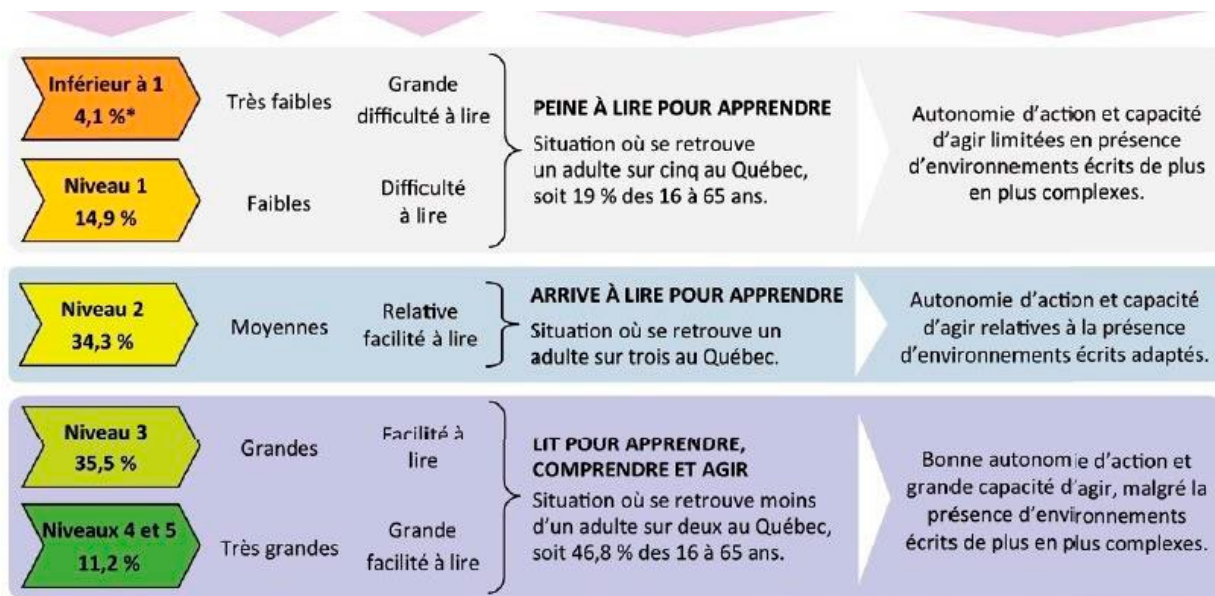 Inférieur à 1
4,1 %*
Très faibles
Grande
difficulté à lire
Niveau 1
14,9 %
Faibles
Difficulté
à lire
PEINE À LIRE POUR APPRENDRE
Situation où se retrouve
un adulte sur cinq au Québec,
soit 19 % des 16 à 65 ans.
Autonomie d'action et capacité
d'agir limitées en présence
d'environnements écrits de plus
en plus complexes.
Niveau 2
34,3 %
Moyennes
Relative
facilité à lire
ARRIVE À LIRE POUR APPRENDRE
Situation où se retrouve un
adulte sur trois au Québec.
Autonomie d'action et capacité
d'agir relatives à la présence
d'environnements écrits adaptés.
Niveau 3
35,5 %
Grandes
Facilité à
lire
Niveaux 4 et 5
11,2 %
Très grandes
Grande
facilité à lire
LIT POUR APPRENDRE,
COMPRENDRE ET AGIR
Situation où se retrouve moins
d'un adulte sur deux au Québec,
soit 46,8 % des 16 à 65 ans.
Bonne autonomie d'action et
grande capacité d'agir, malgré la
présence d'environnements
écrits de plus en plus complexes.